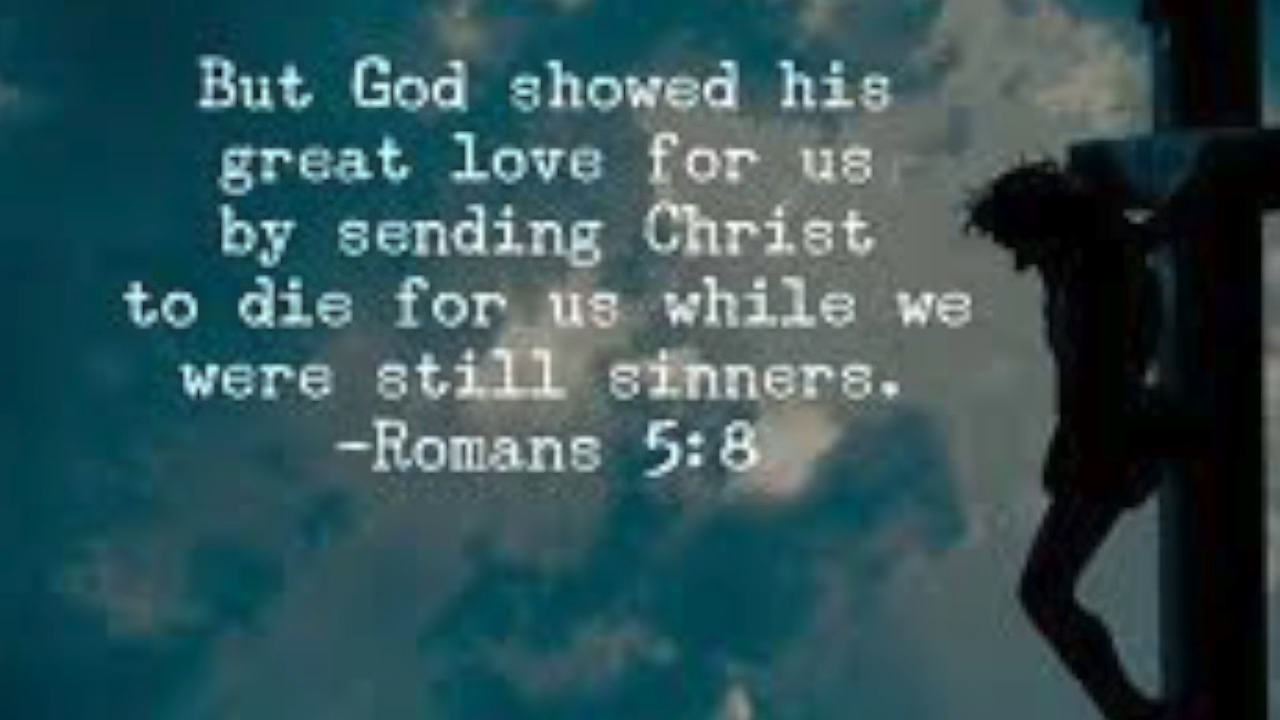 But God showed his
great love for us
by sending Christ
to die for us while we
were still sinners.
-Romans 5:8